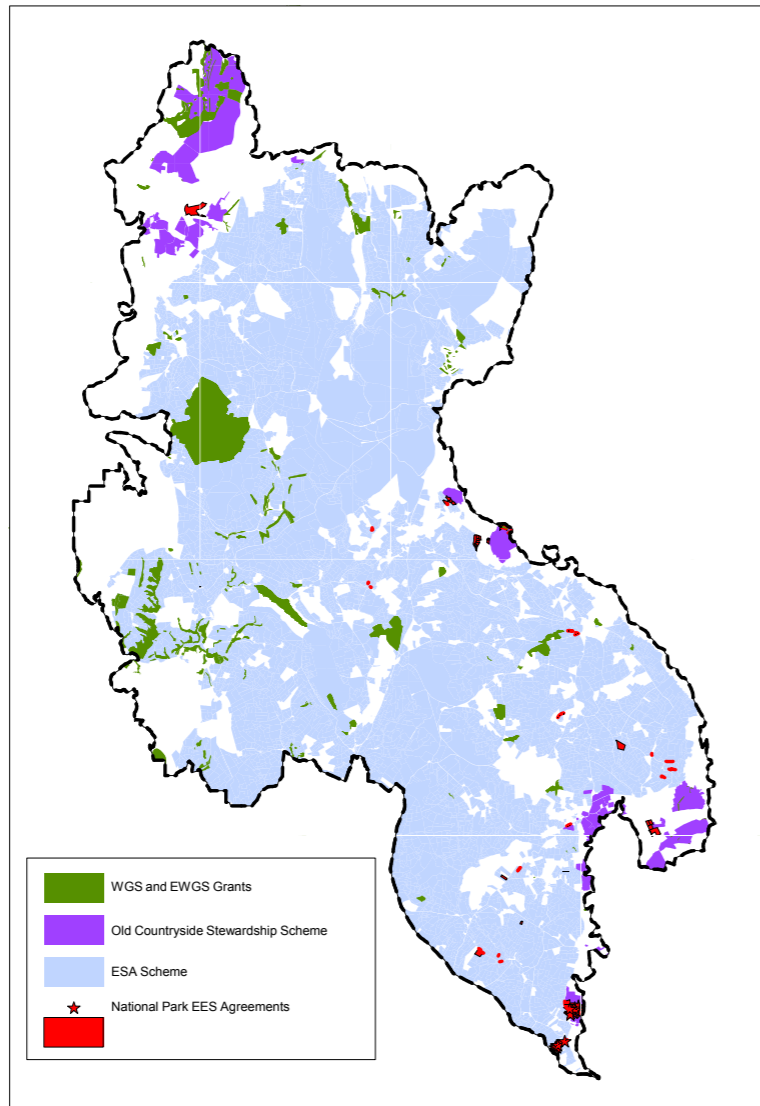 WGS and EWGS Grants
Old Countryside Stewardship Scheme
ESA Scheme
National Park EES Agreements